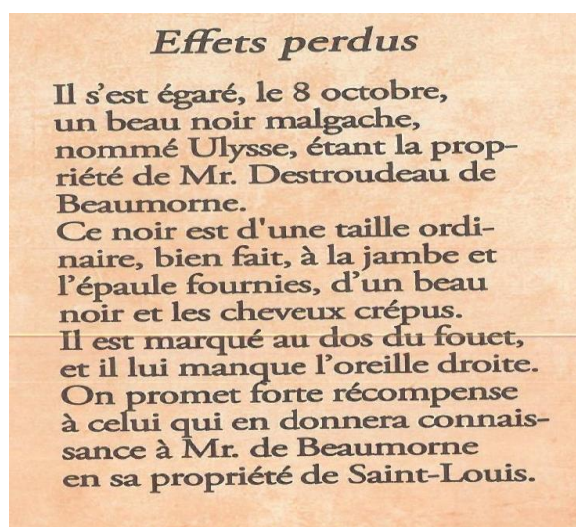 Effets perdus
Il s’est égaré, le 8 octobre,
un beau noir malgache,
nommé Ulysse, étant la prop-
riété de Mr. Destroudeau de
Beaumorne.
Ce noir est d'une taille ordi-
naire, bien fait, à la jambe et
l’épaule fournies, d’un beau
noir et les cheveux crépus.
Il est marqué au dos du fouet,
et il lui manque l’oreille droite.
On promet forte récompense
à celui qui en donnera connais-
sance à Mr. de Beaumorne
en sa propriété de Saint-Louis.